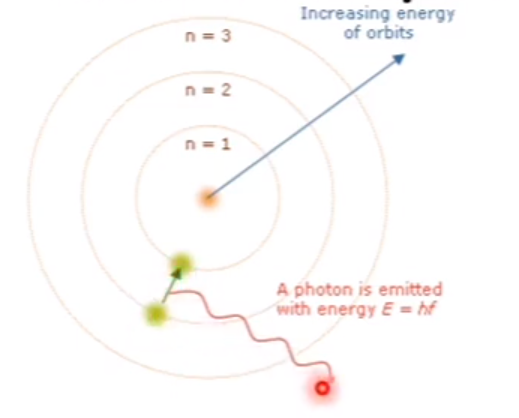 Increasing energy
of orbits
n = 3
n = 2
n = 1
A photon is emitted
with energy E = hf